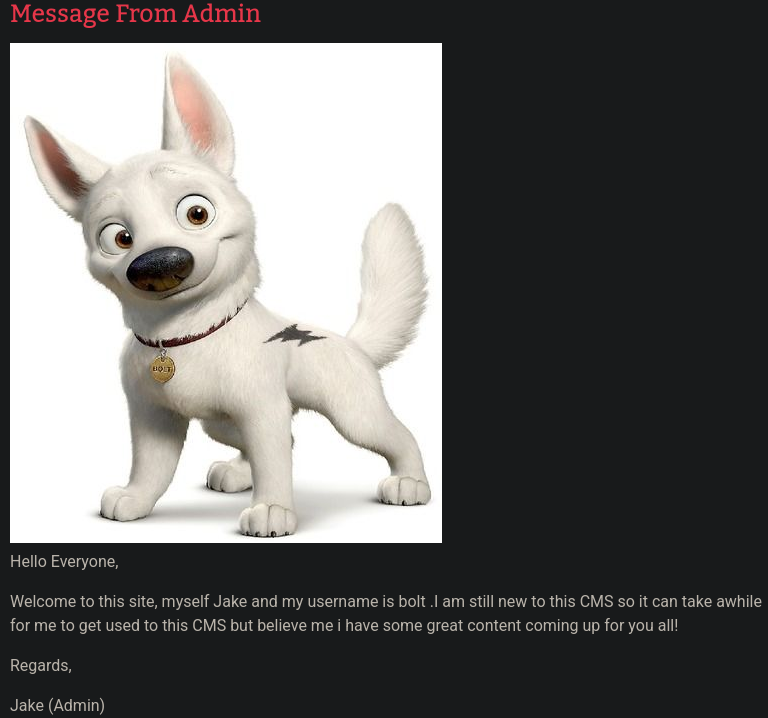 Message From Admin
BOLT
Hello Everyone,
Welcome to this site, myself Jake and my username is bolt .I am still new to this CMS so it can take awhile
for me to get used to this CMS but believe me i have some great content coming up for you all!
Regards,
Jake (Admin)